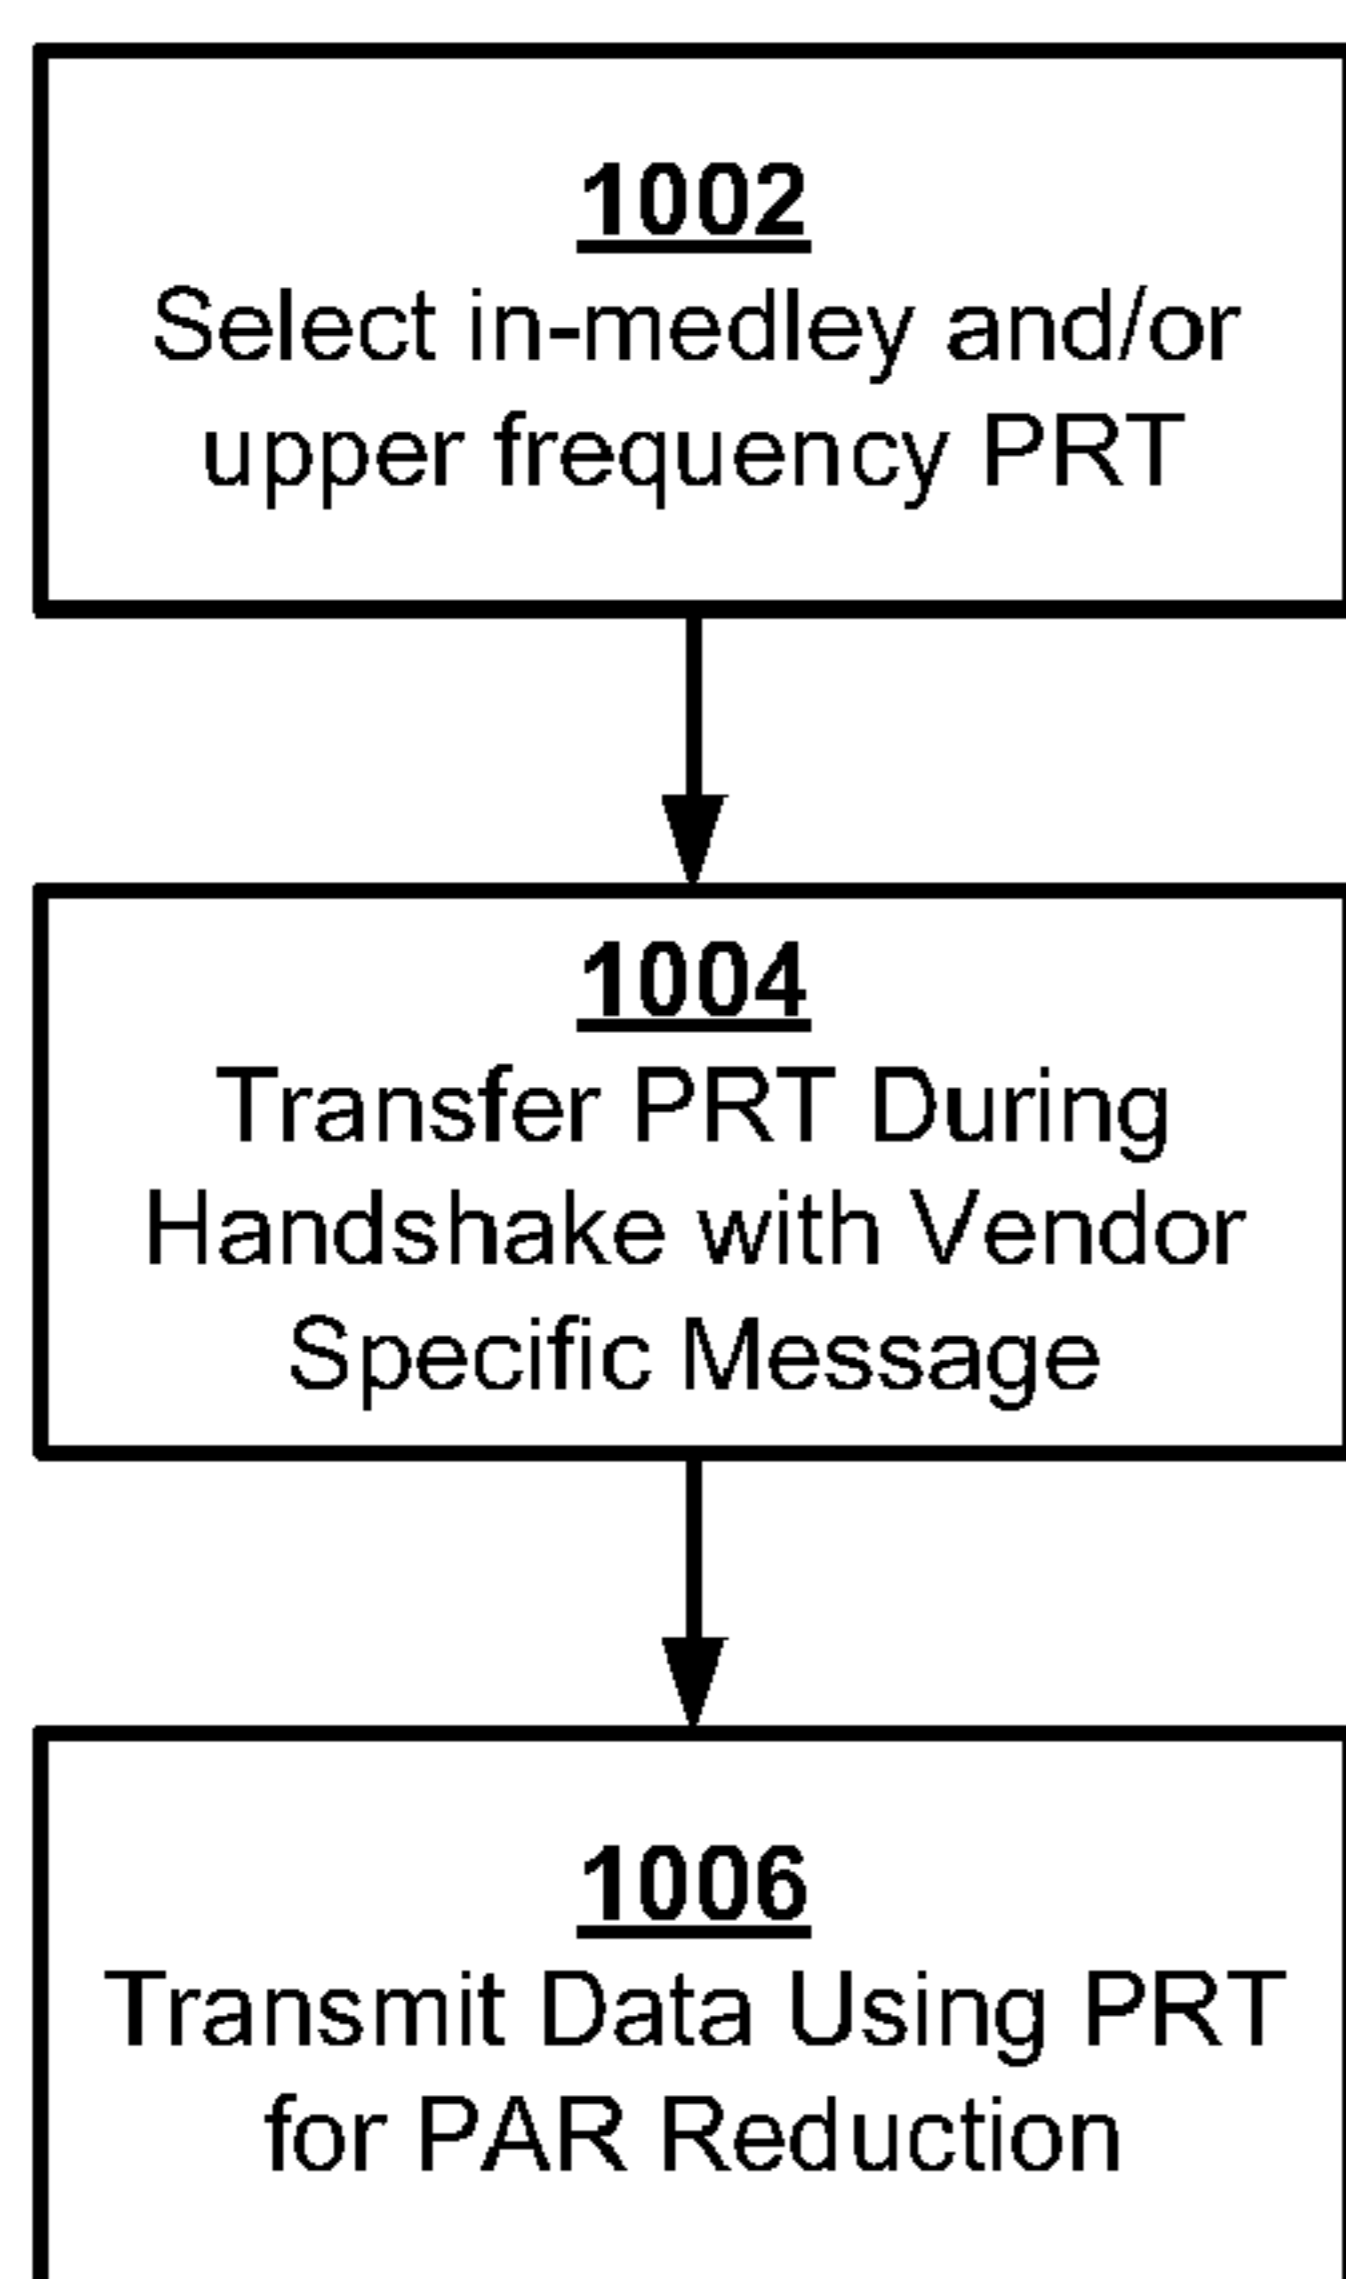 1002
Select in-medley and/or
upper frequency PRT
1004
Transfer PRT During
Handshake with Vendor
Specific Message
1006
Transmit Data Using PRT
for PAR Reduction